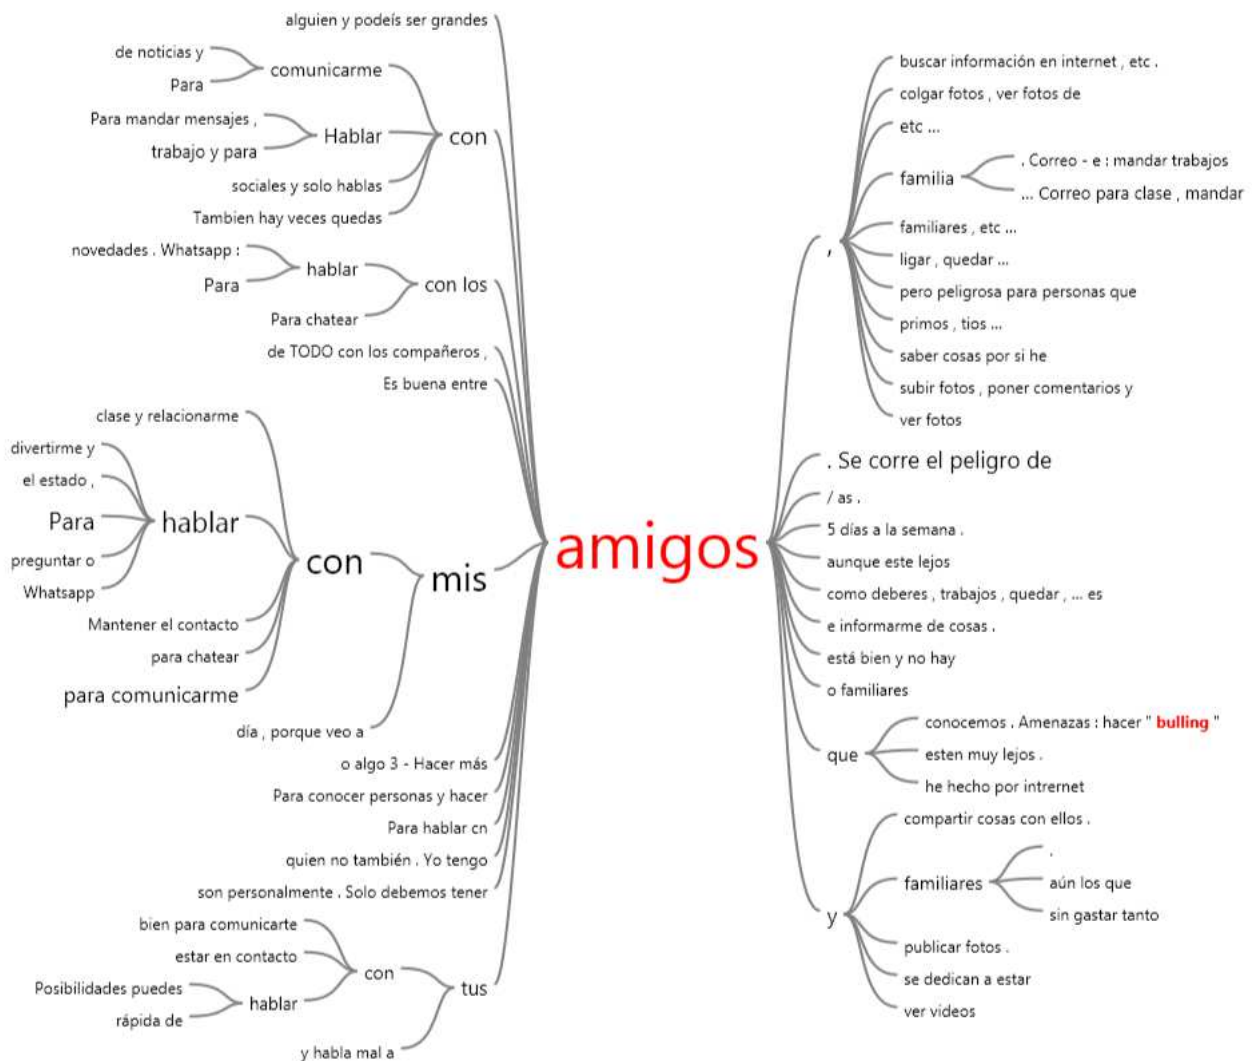 alguien y podeís ser grandes
de noticias y
Para
comunicarme
Para mandar mensajes ,
trabajo y para
Hablar
sociales y solo hablas
Tambien hay veces quedas
con
novedades . Whatsapp :
Para
hablar
Para chatear
con los
de TODO con los compañeros ,
Es buena entre
clase y relacionarme
divertirme y
el estado ,
Para
preguntar o
Whatsapp
hablar
Mantener el contacto
para chatear
para comunicarme
con
día , porque veo a
mis
o algo 3 - Hacer más
Para conocer personas y hacer
Para hablar cn
quien no también . Yo tengo
son personalmente . Solo debemos tener
bien para comunicarte
estar en contacto
Posibilidades puedes
rápida de
hablar
con
y habla mal a
tus
amigos
,
buscar información en internet , etc .
colgar fotos , ver fotos de
etc ...
familia
. Correo - e : mandar trabajos
... Correo para clase , mandar
familiares , etc ...
ligar , quedar ...
pero peligrosa para personas que
primos , tios ...
saber cosas por si he
subir fotos , poner comentarios y
ver fotos
. Se corre el peligro de
/ as .
5 días a la semana .
aunque este lejos
como deberes , trabajos , quedar , ... es
e informarme de cosas .
está bien y no hay
o familiares
que
conocemos . Amenazas : hacer " bulling "
esten muy lejos .
he hecho por intrernet
y
compartir cosas con ellos .
familiares
.
aún los que
sin gastar tanto
publicar fotos .
se dedican a estar
ver videos